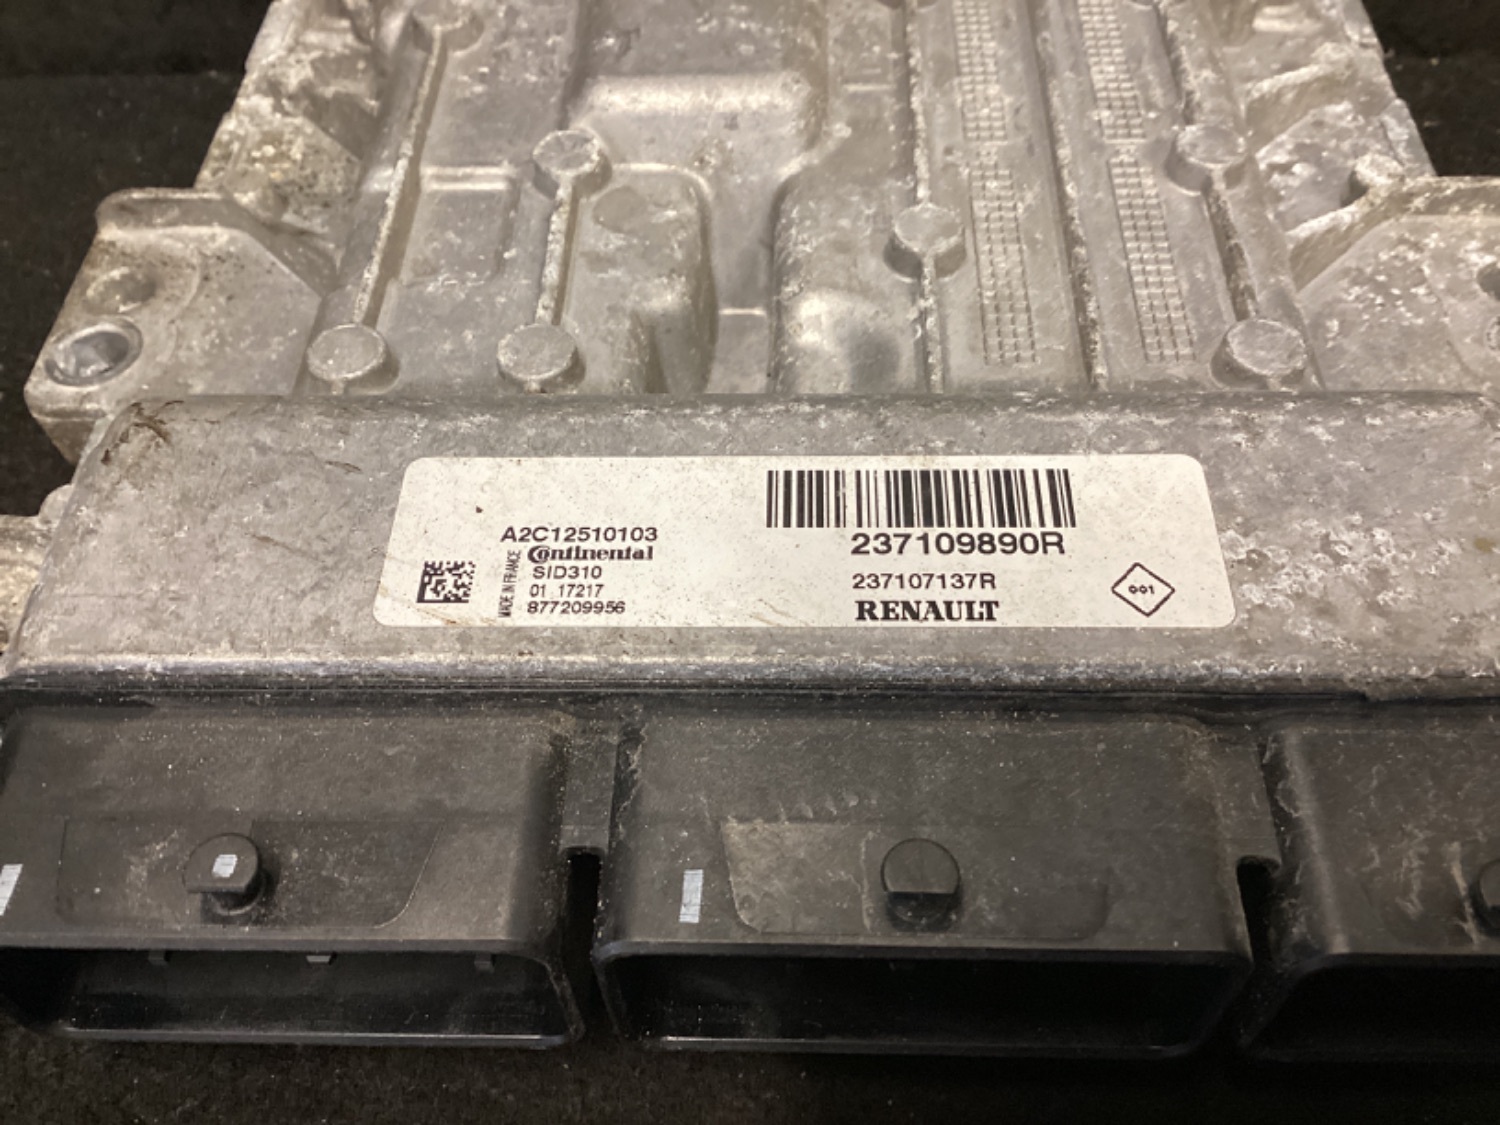 A2C12510103
Continental
SID310
01 17217
877209956
MADE IN FRANCE
237109890R
237107137R
RENAULT
001